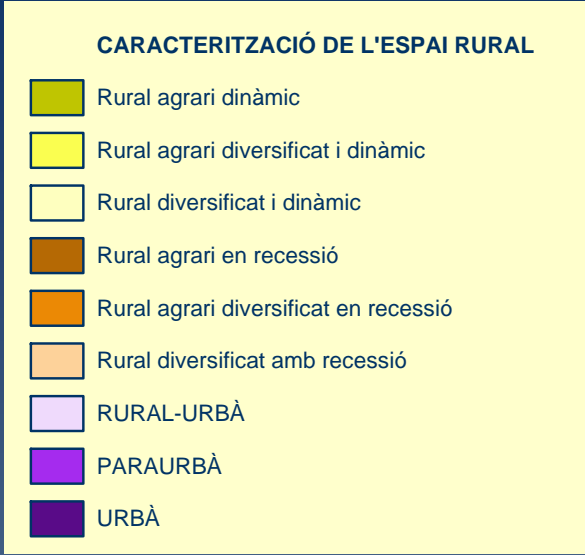 CARACTERITZACIÓ DE L'ESPAI RURAL
Rural agrari dinàmic
Rural agrari diversificat i dinàmic
Rural diversificat i dinàmic
Rural agrari en recessió
Rural agrari diversificat en recessió
Rural diversificat amb recessió
RURAL-URBÀ
PARAURBÀ
URBÀ